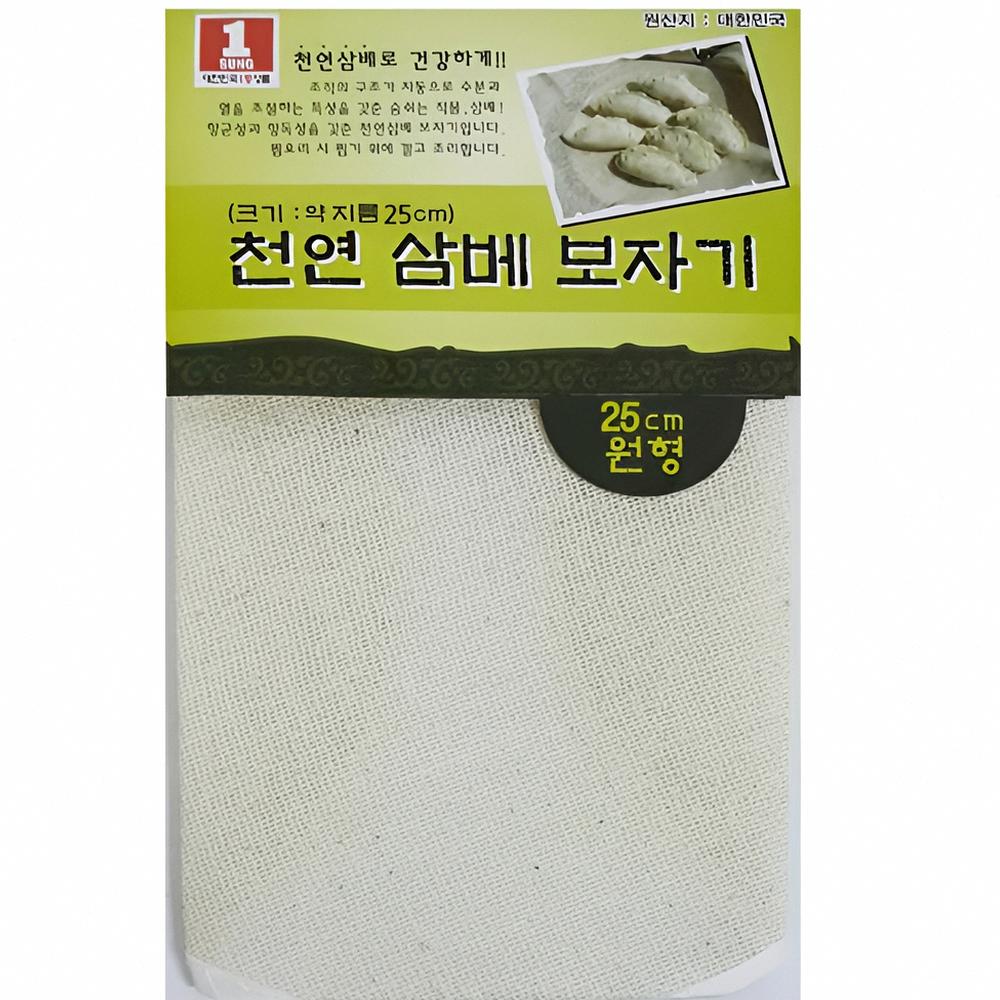 1
SUNG
원산지 : 대한민국
천연삼베로 건강하게!!
조직의 구조가 자동으로 수분과
열을 조절하는 특성을 갖춘 숨쉬는 직물, 삼베!
항균성과 항독성을 갖춘 천연삼베 보자기입니다.
찜요리 시 찜기 위에 깔고 조리합니다.
(크기 : 약 지름 25cm)
천연 삼베 보자기
25cm
원형